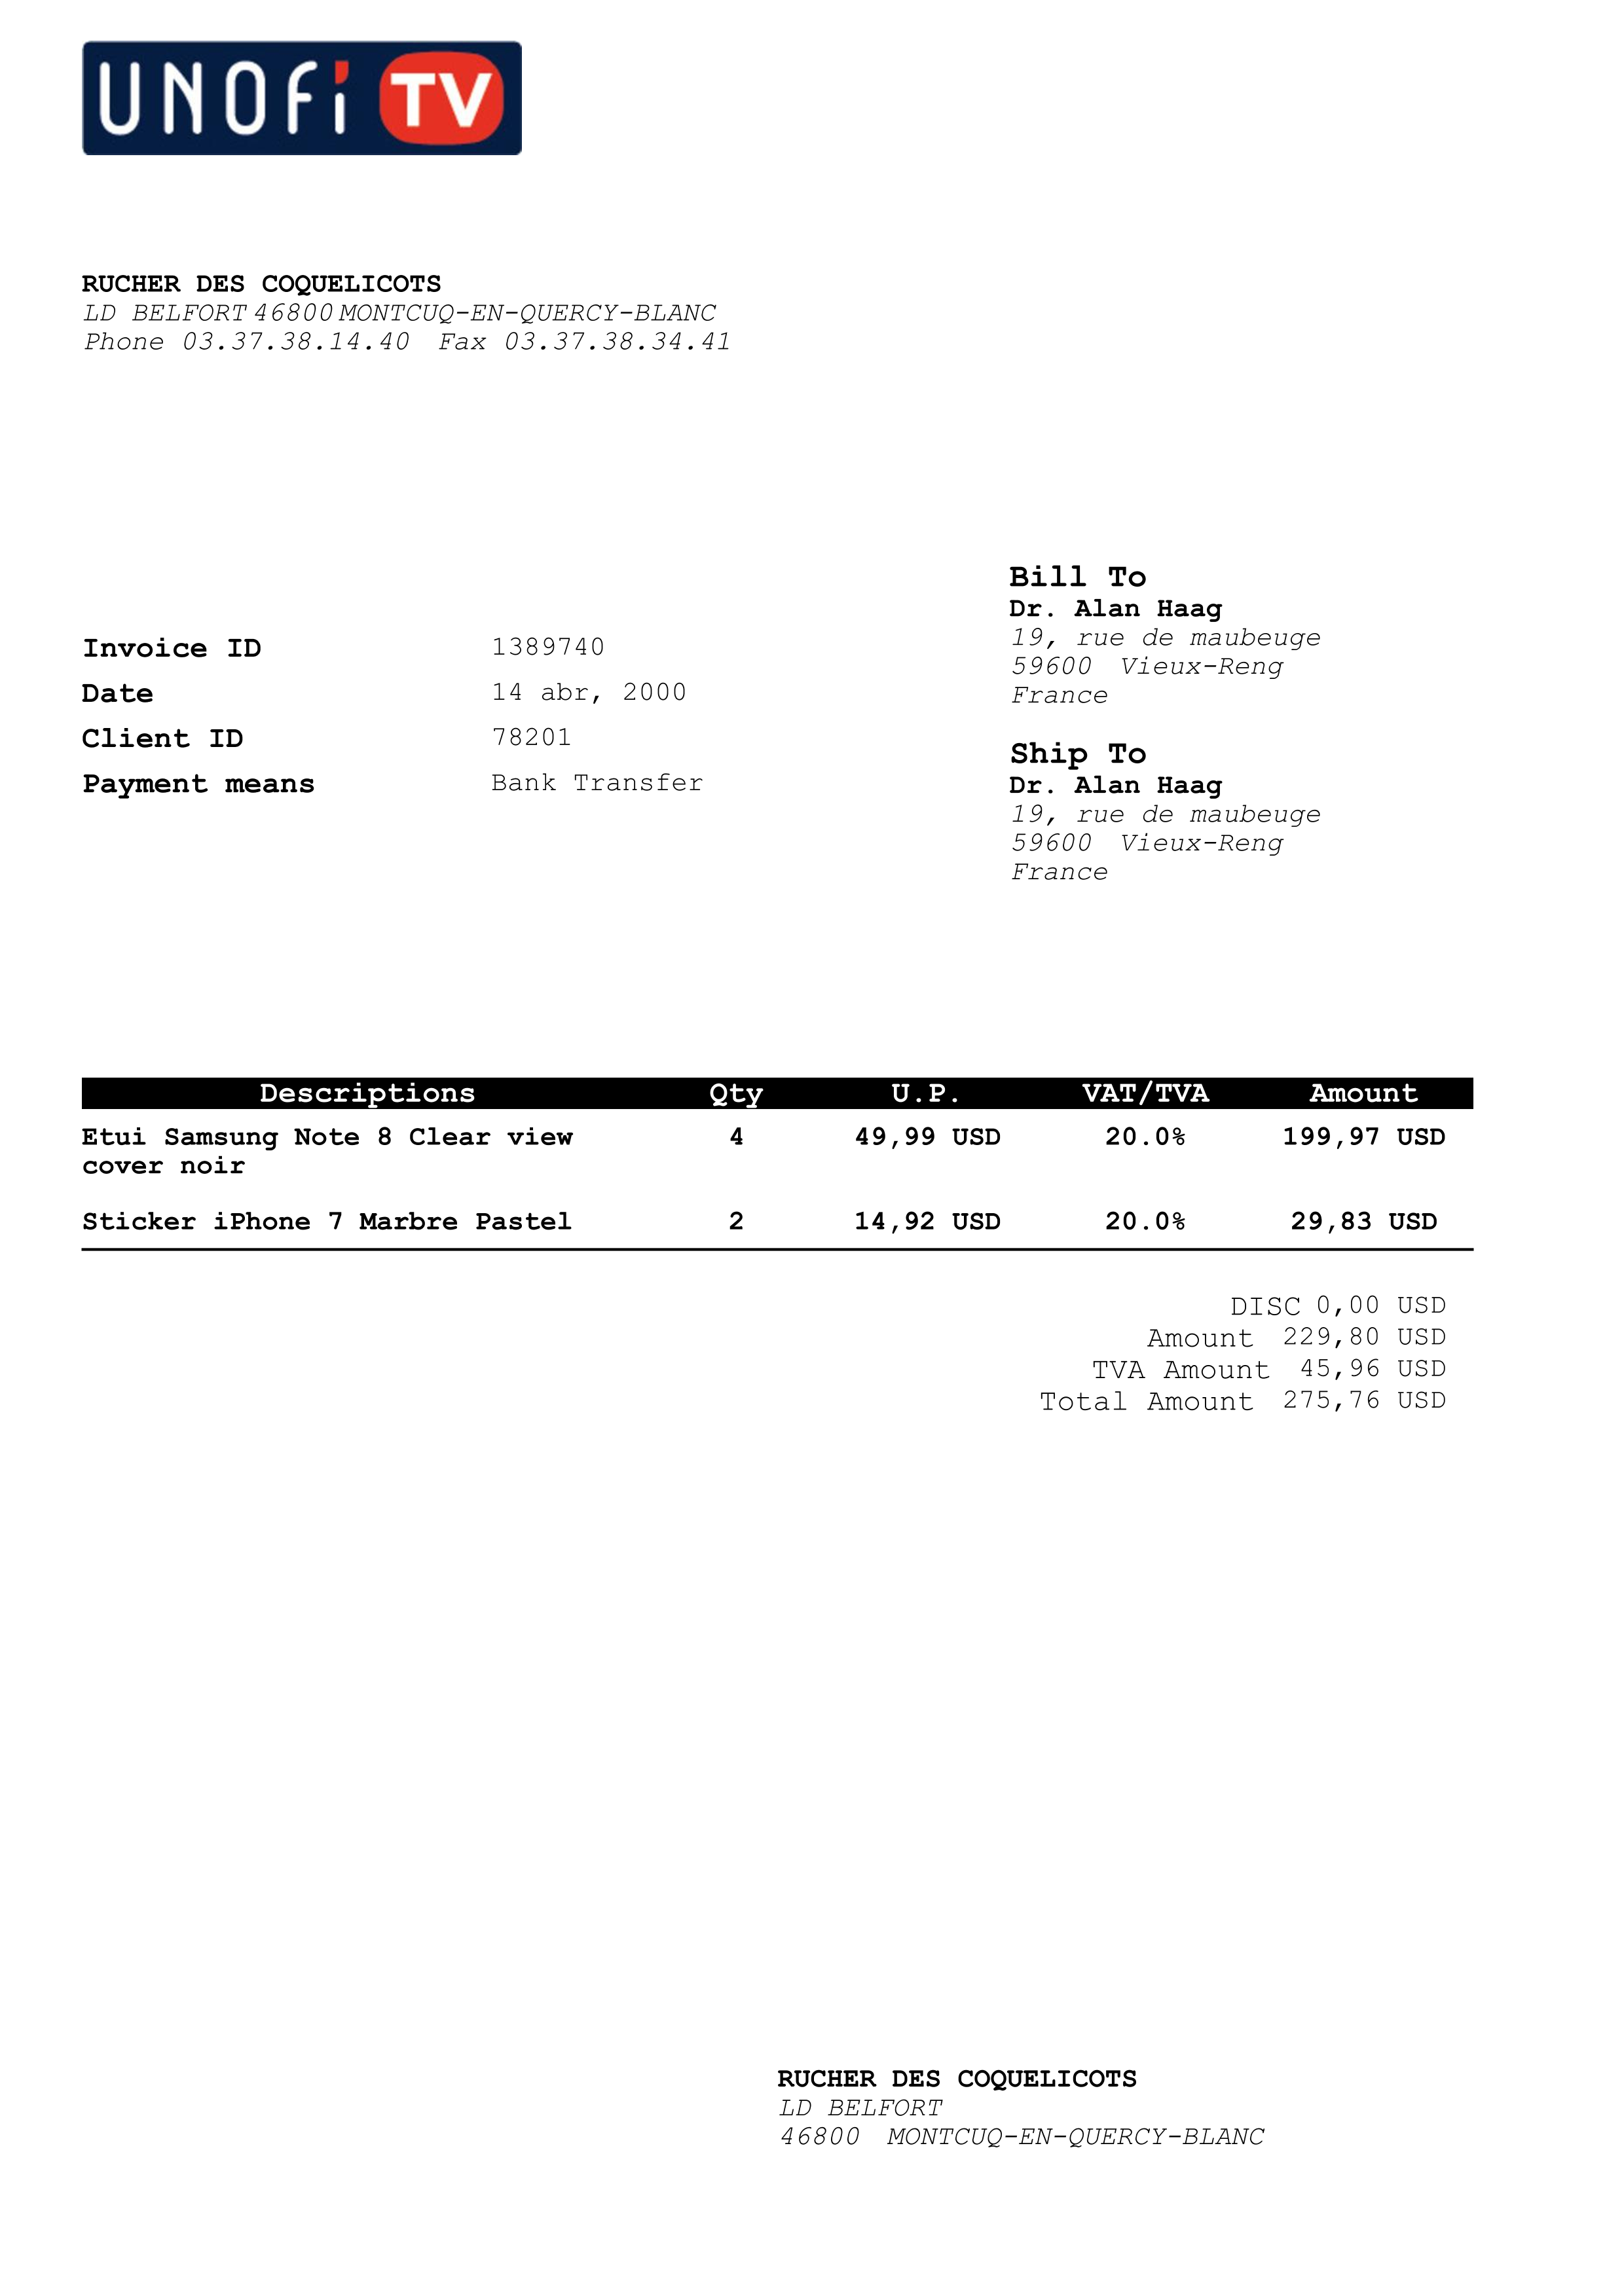 UNOFi TV
RUCHER DES COQUELICOTS
LD BELFORT 46800 MONTCUQ-EN-QUERCY-BLANC
Phone 03.37.38.14.40 Fax 03.37.38.34.41
Bill To
Dr. Alan Haag
19, rue de maubeuge
59600 Vieux-Reng
France
Invoice ID 1389740
Date 14 abr, 2000
Client ID 78201
Payment means Bank Transfer
Ship To
Dr. Alan Haag
19, rue de maubeuge
59600 Vieux-Reng
France
Descriptions Qty U.P. VAT/TVA Amount
Etui Samsung Note 8 Clear view 4 49,99 USD 20.0% 199,97 USD
cover noir
Sticker iPhone 7 Marbre Pastel 2 14,92 USD 20.0% 29,83 USD
DISC 0,00 USD
Amount 229,80 USD
TVA Amount 45,96 USD
Total Amount 275,76 USD
RUCHER DES COQUELICOTS
LD BELFORT
46800 MONTCUQ-EN-QUERCY-BLANC